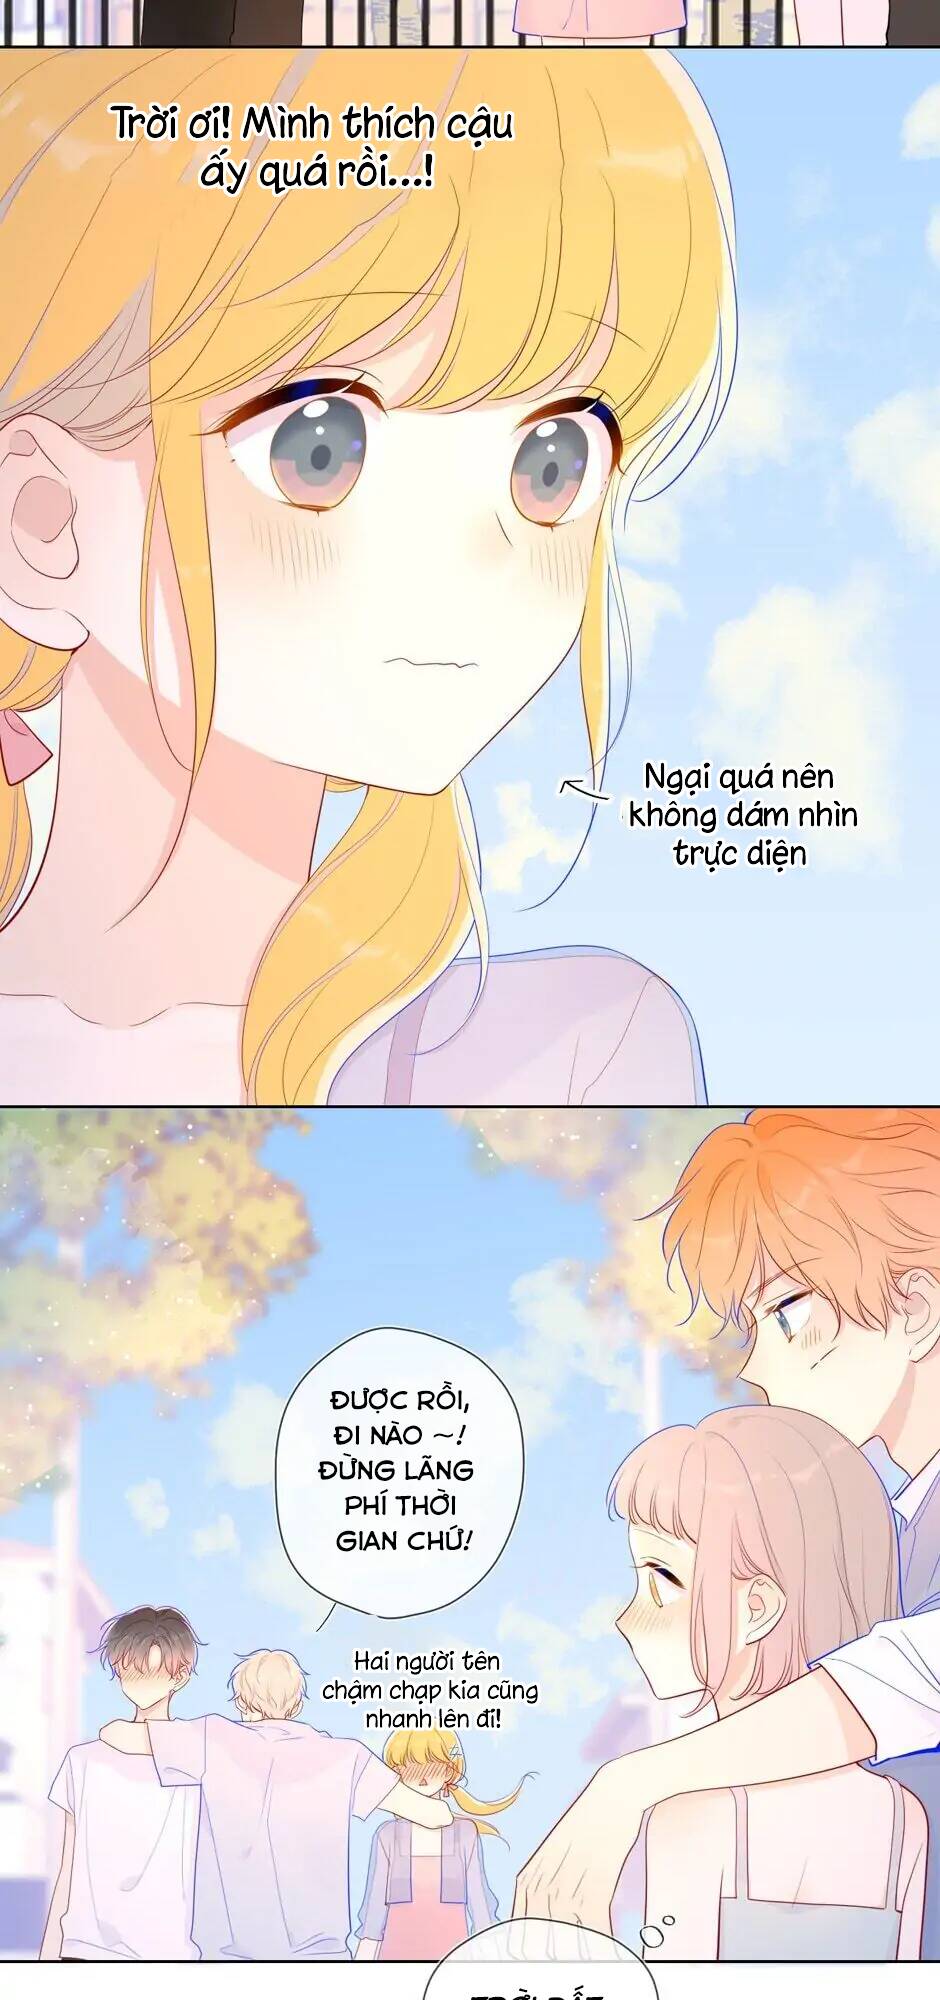 Trời ơi! Mình thích cậu
ấy quá rồi...!
Ngại quá nên
không dám nhìn
trực diện
ĐƯỢC RỒI,
ĐI NÀO ~!
ĐỪNG LÃNG
PHÍ THỜI
GIAN CHỨ!
Hai người tên
chậm chạp kia cũng
nhanh lên đi!